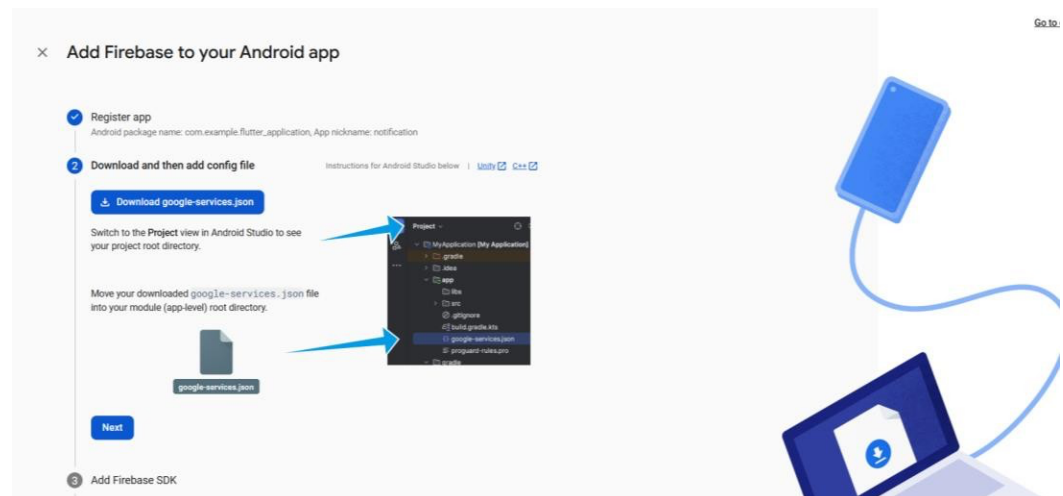 Go to
Add Firebase to your Android app
Register app
Android package name: com.example.flutter_application, App nickname: notification
2 Download and then add config file
Instructions for Android Studio below | Unity C++
Download google-services.json
Switch to the Project view in Android Studio to see
your project root directory.
Project
MyApplication [My Application]
.gradle
.idea
app
libs
src
.gitignore
build.gradle.kts
google-services.json
proguard-rules.pro
gradle
Move your downloaded google-services.json file
into your module (app-level) root directory.
google-services.json
Next
3 Add Firebase SDK